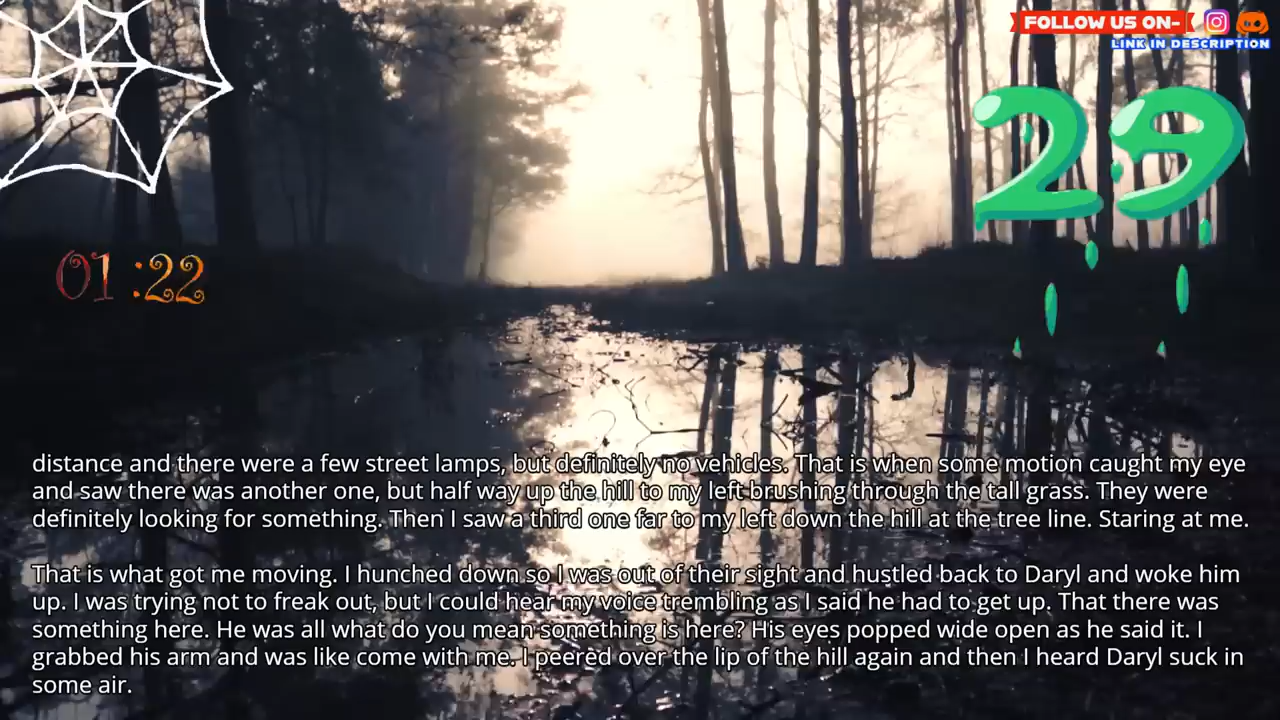 FOLLOW US ON-
LINK IN DESCRIPTION
29
01 :22
distance and there were a few street lamps, but definitely no vehicles. That is when some motion caught my eye
and saw there was another one, but half way up the hill to my left brushing through the tall grass. They were
definitely looking for something. Then I saw a third one far to my left down the hill at the tree line. Staring at me.
That is what got me moving. I hunched down so I was out of their sight and hustled back to Daryl and woke him
up. I was trying not to freak out, but I could hear my voice trembling as I said he had to get up. That there was
something here. He was all what do you mean something is here? His eyes popped wide open as he said it. I
grabbed his arm and was like come with me. I peered over the lip of the hill again and then I heard Daryl suck in
some air.